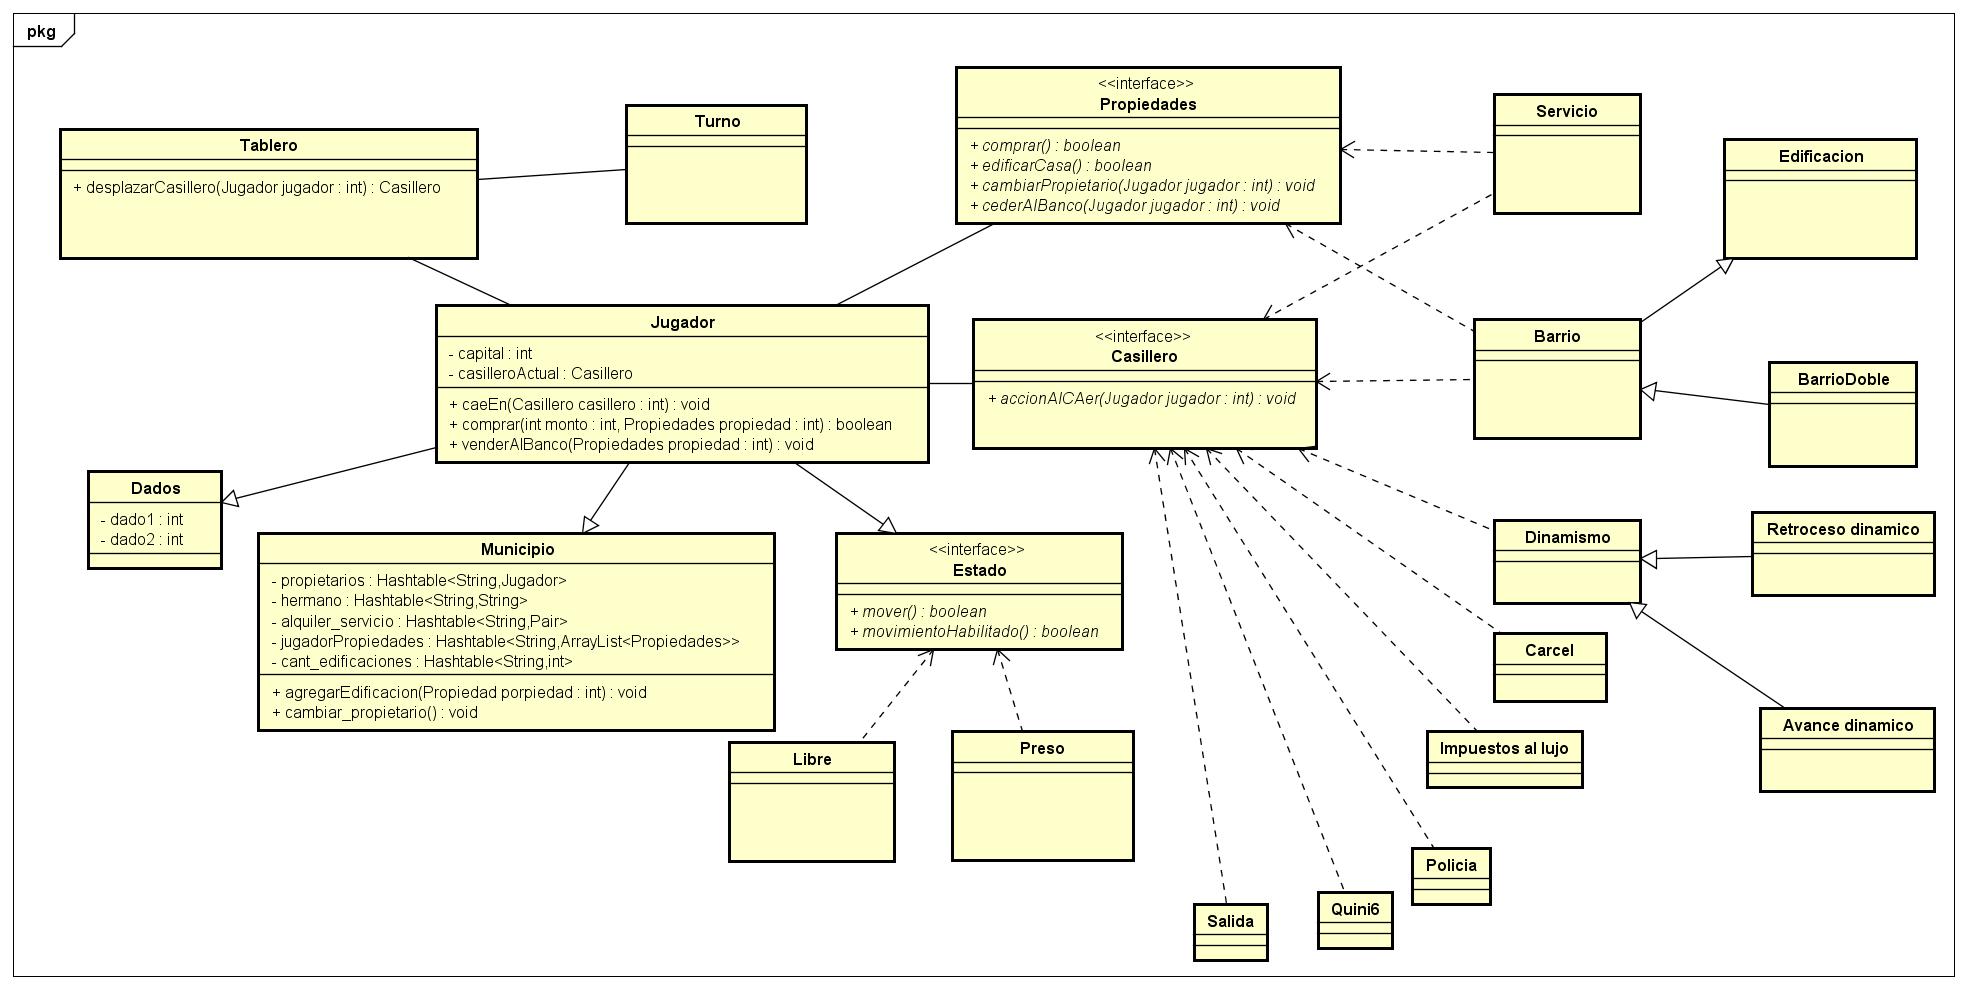 pkg
Tablero
+ desplazarCasillero(Jugador jugador : int) : Casillero
Turno
<<interface>>
Propiedades
+ comprar() : boolean
+ edificarCasa() : boolean
+ cambiarPropietario(Jugador jugador : int) : void
+ cederAlBanco(Jugador jugador : int) : void
Servicio
Edificacion
Jugador
- capital : int
- casilleroActual : Casillero
+ caeEn(Casillero casillero : int) : void
+ comprar(int monto : int, Propiedades propiedad : int) : boolean
+ venderAlBanco(Propiedades propiedad : int) : void
<<interface>>
Casillero
+ accionAlCAer(Jugador jugador : int) : void
Barrio
BarrioDoble
Dados
- dado1 : int
- dado2 : int
Municipio
- propietarios : Hashtable<String,Jugador>
- hermano : Hashtable<String,String>
- alquiler_servicio : Hashtable<String,Pair>
- jugadorPropiedades : Hashtable<String,ArrayList<Propiedades>>
- cant_edificaciones : Hashtable<String,int>
+ agregarEdificacion(Propiedad porpiedad : int) : void
+ cambiar_propietario() : void
<<interface>>
Estado
+ mover() : boolean
+ movimientoHabilitado() : boolean
Dinamismo
Retroceso dinamico
Carcel
Avance dinamico
Libre
Preso
Impuestos al lujo
Policia
Quini6
Salida